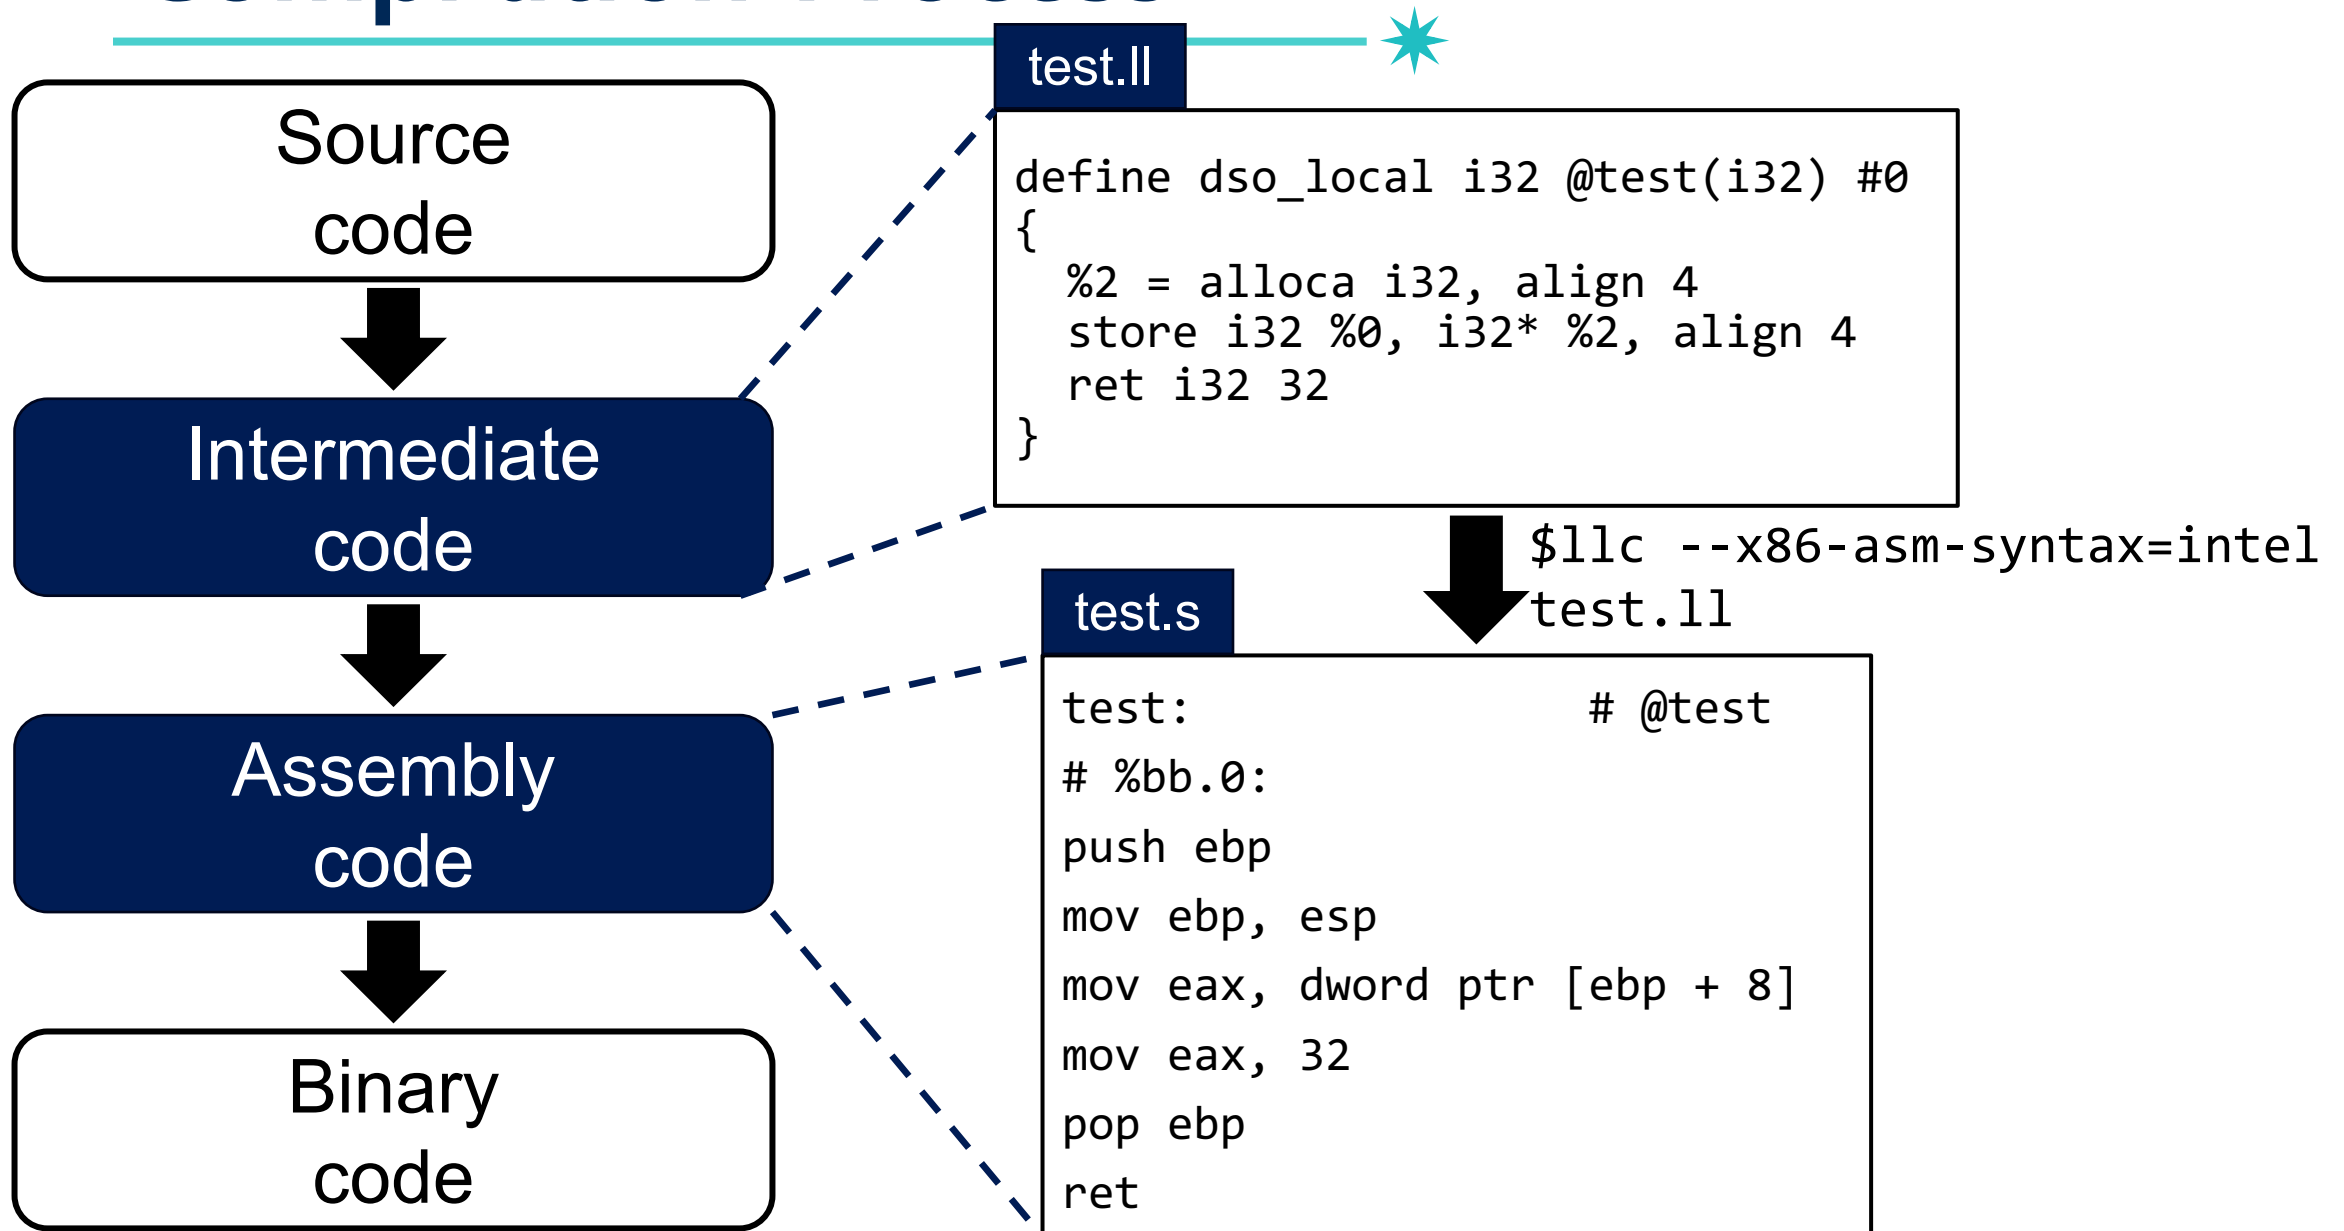 Source
code
Intermediate
code
Assembly
code
Binary
code
test.ll
define dso_local i32 @test(i32) #0
{
  %2 = alloca i32, align 4
  store i32 %0, i32* %2, align 4
  ret i32 32
}
$llc --x86-asm-syntax=intel
test.ll
test.s
test:               # @test
# %bb.0:
push ebp
mov ebp, esp
mov eax, dword ptr [ebp + 8]
mov eax, 32
pop ebp
ret